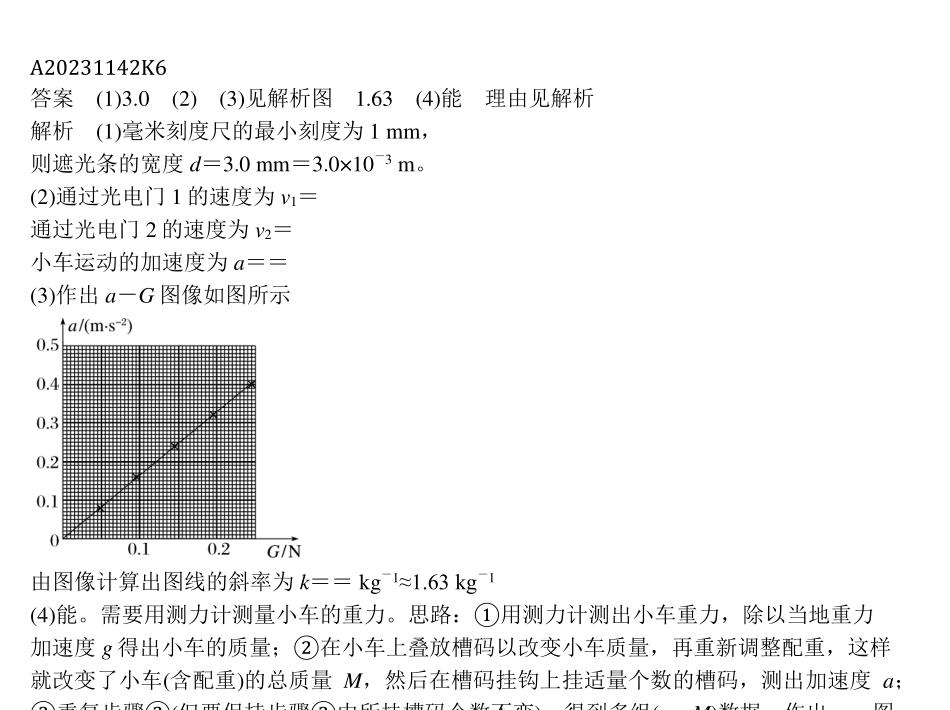 A20231142K6
答案 (1)3.0 (2) (3)见解析图 1.63 (4)能 理由见解析
解析 (1)毫米刻度尺的最小刻度为 1 mm，
则遮光条的宽度 d＝3.0 mm＝3.0×10⁻³ m。
(2)通过光电门 1 的速度为 v₁＝
通过光电门 2 的速度为 v₂＝
小车运动的加速度为 a＝＝
(3)作出 a－G 图像如图所示
a/(m·s⁻²)
0.5
0.4
0.3
0.2
0.1
0
0.1 0.2 G/N
由图像计算出图线的斜率为 k＝＝ kg⁻¹≈1.63 kg⁻¹
(4)能。需要用测力计测量小车的重力。思路：①用测力计测出小车重力，除以当地重力
加速度 g 得出小车的质量；②在小车上叠放槽码以改变小车质量，再重新调整配重，这样
就改变了小车(含配重)的总质量 M，然后在槽码挂钩上挂适量个数的槽码，测出加速度 a；